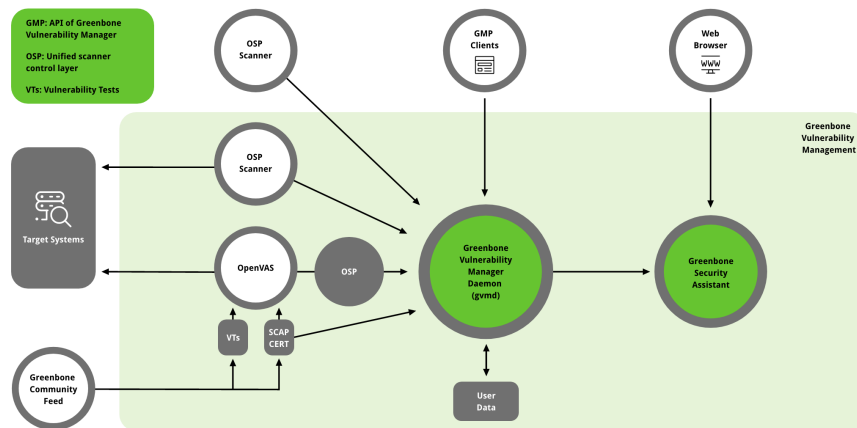 GMP: API of Greenbone
Vulnerability Manager
OSP: Unified scanner
control layer
VTs: Vulnerability Tests
OSP
Scanner
GMP
Clients
Web
Browser
WWW
Greenbone
Vulnerability
Management
OSP
Scanner
Target Systems
OpenVAS
OSP
Greenbone
Vulnerability
Manager
Daemon
(gvmd)
Greenbone
Security
Assistant
VTs
SCAP
CERT
Greenbone
Community
Feed
User
Data